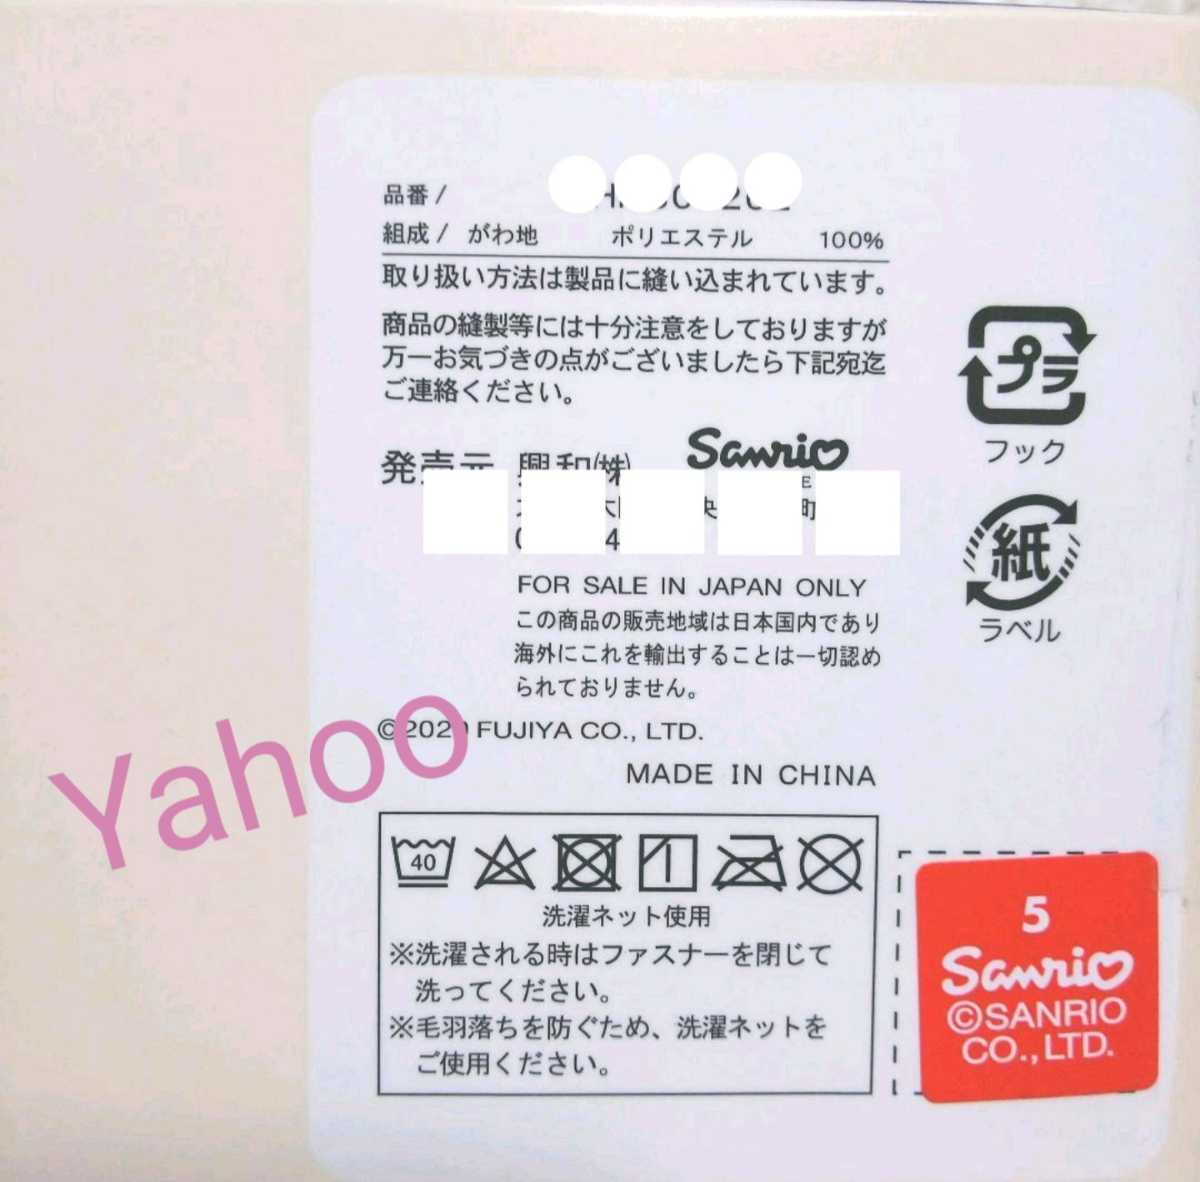 品番 /
組成 / がわ地 ポリエステル 100%
取り扱い方法は製品に縫い込まれています。
商品の縫製等には十分注意をしておりますが
万一お気づきの点がございましたら下記宛迄
ご連絡ください。
発売元 興和㈱ Sanrio
FOR SALE IN JAPAN ONLY
この商品の販売地域は日本国内であり
海外にこれを輸出することは一切認め
られておりません。
FUJIYA CO., LTD.
MADE IN CHINA
Yahoo
40
洗濯ネット使用
※洗濯される時はファスナーを閉じて
洗ってください。
※毛羽落ちを防ぐため、洗濯ネットを
ご使用ください。
プラ
フック
紙
ラベル
5
Sanrio
©SANRIO
CO., LTD.